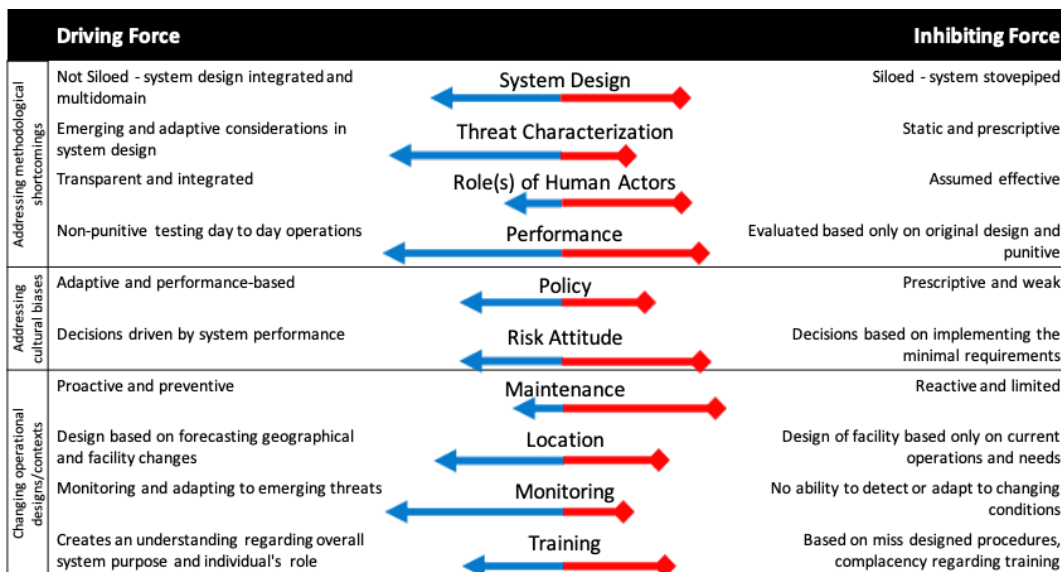 Driving Force
Inhibiting Force
Addressing methodological
shortcomings
Not Siloed - system design integrated and
multidomain
System Design
Siloed - system stovepiped
Emerging and adaptive considerations in
system design
Threat Characterization
Static and prescriptive
Transparent and integrated
Role(s) of Human Actors
Assumed effective
Non-punitive testing day to day operations
Performance
Evaluated based only on original design and
punitive
Addressing
cultural biases
Adaptive and performance-based
Policy
Prescriptive and weak
Decisions driven by system performance
Risk Attitude
Decisions based on implementing the
minimal requirements
Changing operational
designs/contexts
Proactive and preventive
Maintenance
Reactive and limited
Design based on forecasting geographical
and facility changes
Location
Design of facility based only on current
operations and needs
Monitoring and adapting to emerging threats
Monitoring
No ability to detect or adapt to changing
conditions
Creates an understanding regarding overall
system purpose and individual's role
Training
Based on miss designed procedures,
complacency regarding training